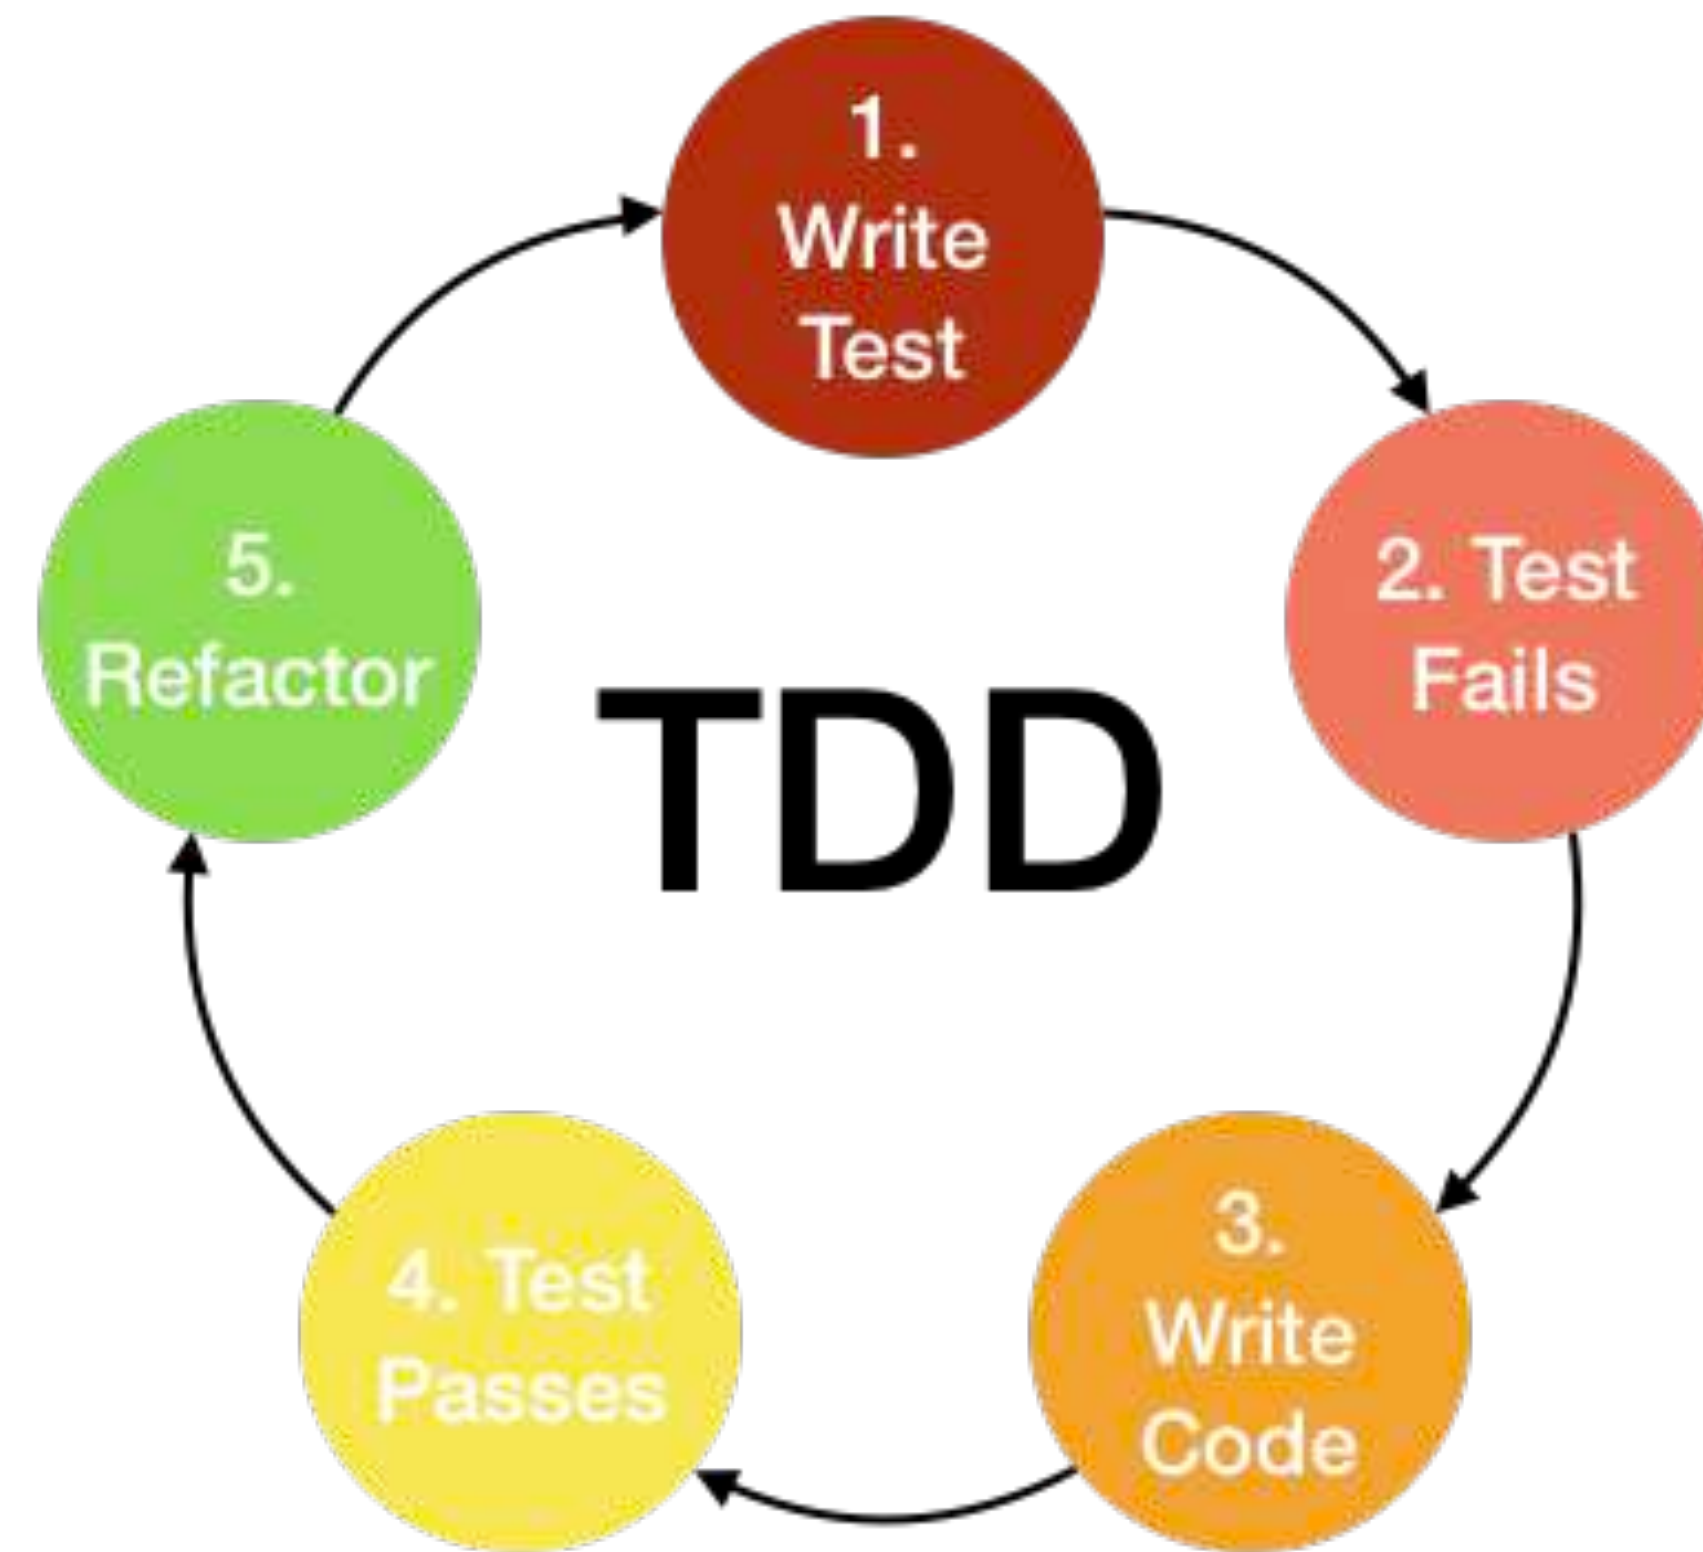 1.
Write
Test
2. Test
Fails
3.
Write
Code
4. Test
Passes
5.
Refactor
TDD